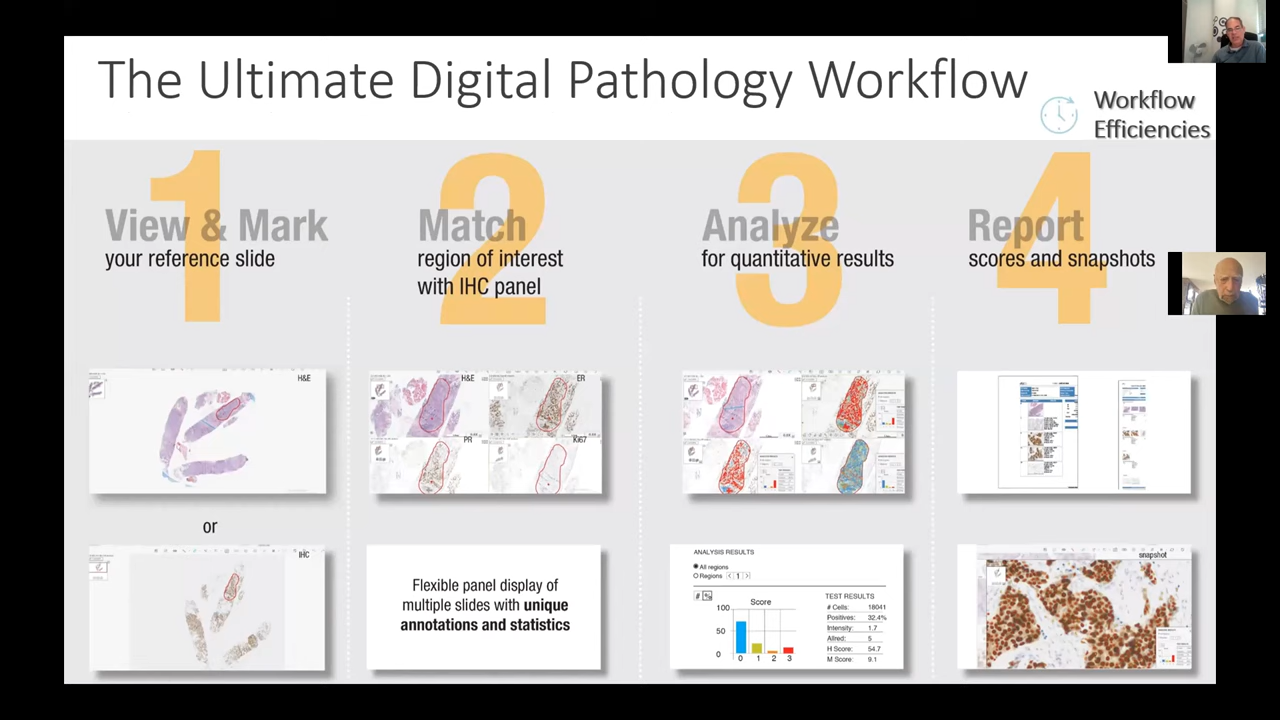 The Ultimate Digital Pathology Workflow
Workflow
Efficiencies
1
View & Mark
your reference slide
H&E
or
IHC
2
Match
region of interest
with IHC panel
H&E
ER
PR
Ki67
Flexible panel display of
multiple slides with unique
annotations and statistics
3
Analyze
for quantitative results
ANALYSIS RESULTS
All regions
Regions < 1 >
# %
Score
100
50
0
0 1 2 3
TEST RESULTS
# Cells: 18041
Positives: 32.4%
Intensity: 1.7
Allred: 5
H Score: 54.7
M Score: 9.1
4
Report
scores and snapshots
snapshot